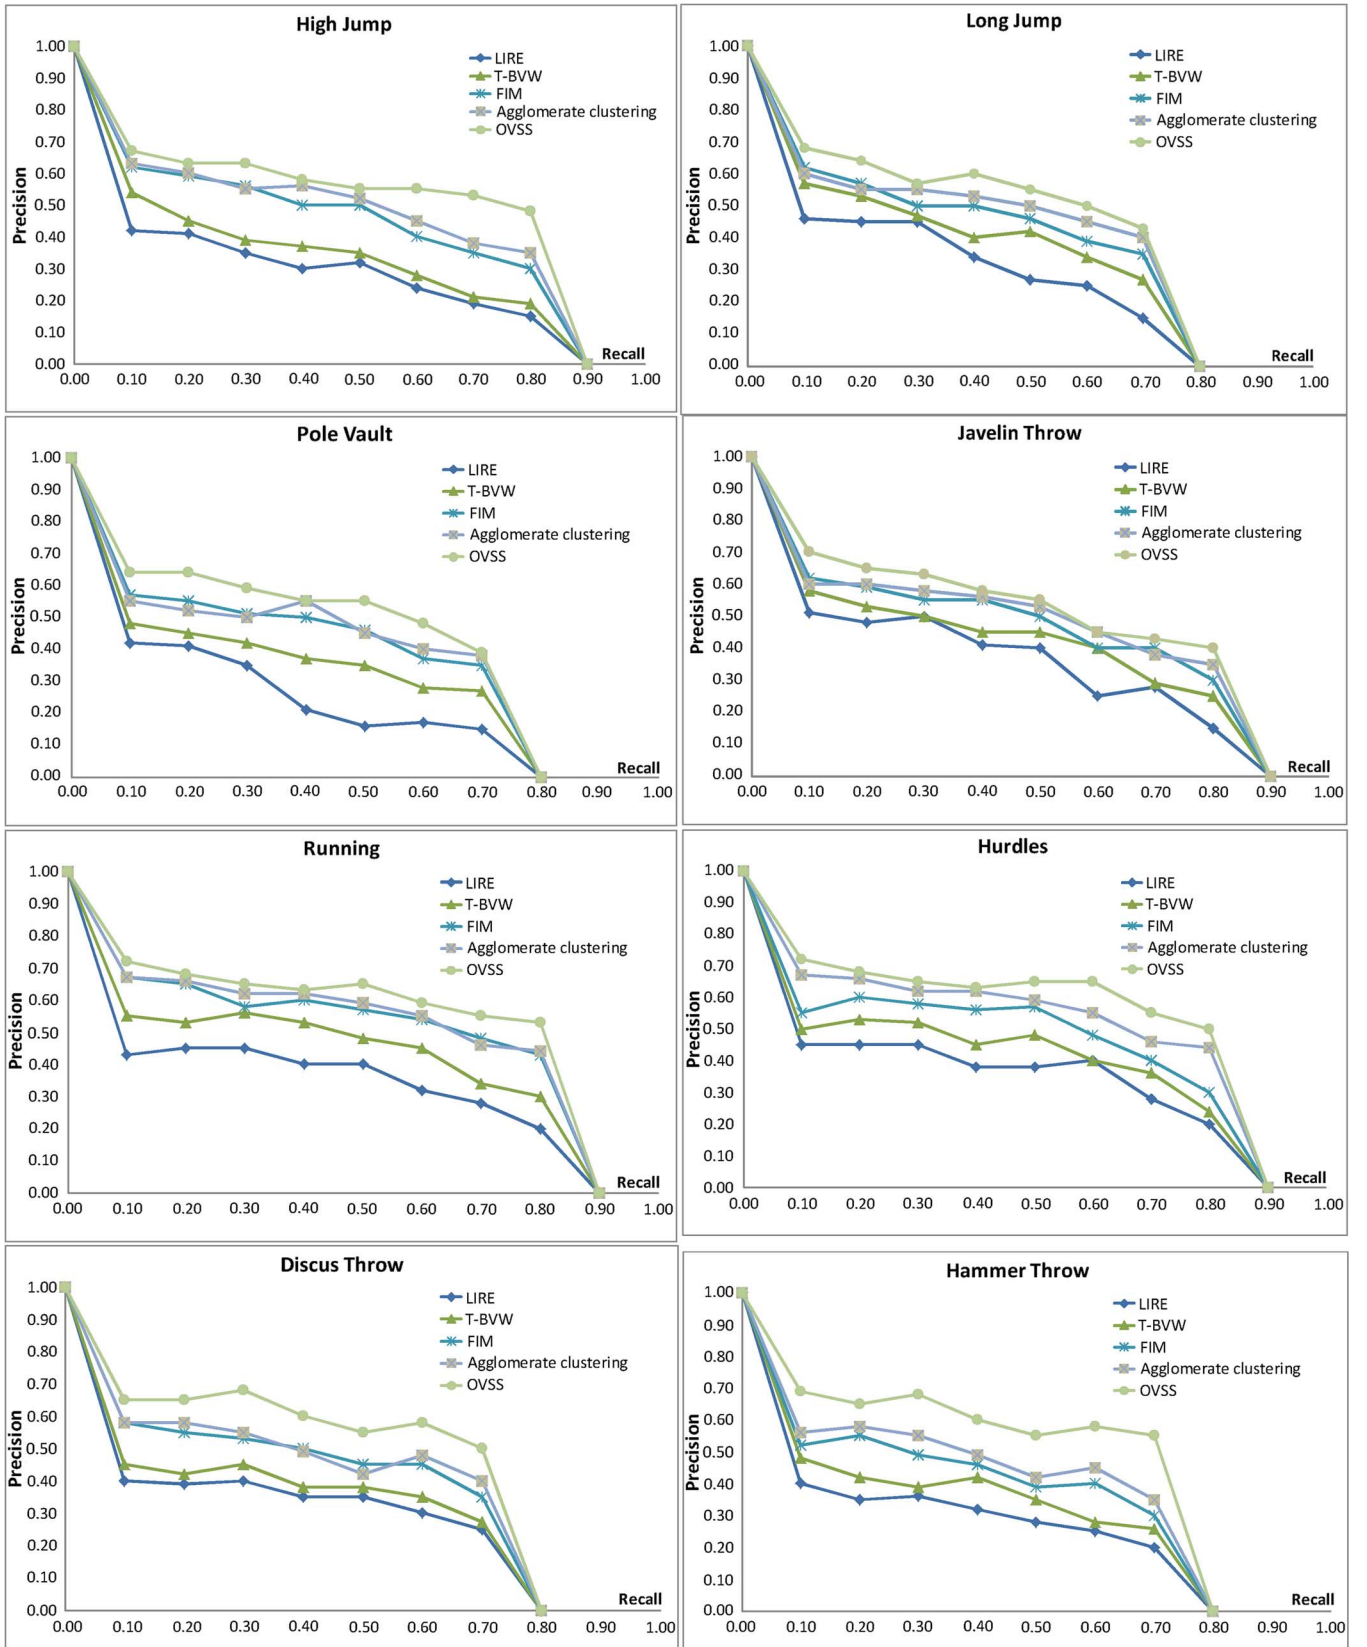 High Jump
1.00
0.90
0.80
0.70
0.60
0.50
0.40
0.30
0.20
0.10
0.00
Precision
LIRE
T-BVW
FIM
Agglomerate clustering
OVSS
Recall
0.00 0.10 0.20 0.30 0.40 0.50 0.60 0.70 0.80 0.90 1.00
Long Jump
1.00
0.90
0.80
0.70
0.60
0.50
0.40
0.30
0.20
0.10
0.00
Precision
LIRE
T-BVW
FIM
Agglomerate clustering
OVSS
Recall
0.00 0.10 0.20 0.30 0.40 0.50 0.60 0.70 0.80 0.90 1.00
Pole Vault
1.00
0.90
0.80
0.70
0.60
0.50
0.40
0.30
0.20
0.10
0.00
Precision
LIRE
T-BVW
FIM
Agglomerate clustering
OVSS
Recall
0.00 0.10 0.20 0.30 0.40 0.50 0.60 0.70 0.80 0.90 1.00
Javelin Throw
1.00
0.90
0.80
0.70
0.60
0.50
0.40
0.30
0.20
0.10
0.00
Precision
LIRE
T-BVW
FIM
Agglomerate clustering
OVSS
Recall
0.00 0.10 0.20 0.30 0.40 0.50 0.60 0.70 0.80 0.90 1.00
Running
1.00
0.90
0.80
0.70
0.60
0.50
0.40
0.30
0.20
0.10
0.00
Precision
LIRE
T-BVW
FIM
Agglomerate clustering
OVSS
Recall
0.00 0.10 0.20 0.30 0.40 0.50 0.60 0.70 0.80 0.90 1.00
Hurdles
1.00
0.90
0.80
0.70
0.60
0.50
0.40
0.30
0.20
0.10
0.00
Precision
LIRE
T-BVW
FIM
Agglomerate clustering
OVSS
Recall
0.00 0.10 0.20 0.30 0.40 0.50 0.60 0.70 0.80 0.90 1.00
Discus Throw
1.00
0.90
0.80
0.70
0.60
0.50
0.40
0.30
0.20
0.10
0.00
Precision
LIRE
T-BVW
FIM
Agglomerate clustering
OVSS
Recall
0.00 0.10 0.20 0.30 0.40 0.50 0.60 0.70 0.80 0.90 1.00
Hammer Throw
1.00
0.90
0.80
0.70
0.60
0.50
0.40
0.30
0.20
0.10
0.00
Precision
LIRE
T-BVW
FIM
Agglomerate clustering
OVSS
Recall
0.00 0.10 0.20 0.30 0.40 0.50 0.60 0.70 0.80 0.90 1.00